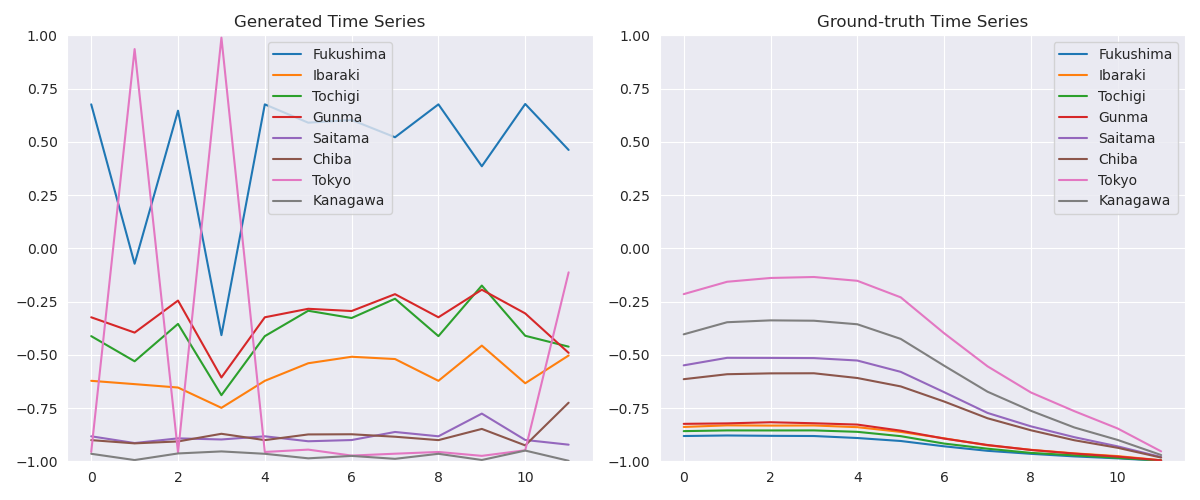 Generated Time Series
1.00
0.75
0.50
0.25
0.00
−0.25
−0.50
−0.75
−1.00
0 2 4 6 8 10
Fukushima
Ibaraki
Tochigi
Gunma
Saitama
Chiba
Tokyo
Kanagawa
Ground-truth Time Series
1.00
0.75
0.50
0.25
0.00
−0.25
−0.50
−0.75
−1.00
0 2 4 6 8 10
Fukushima
Ibaraki
Tochigi
Gunma
Saitama
Chiba
Tokyo
Kanagawa